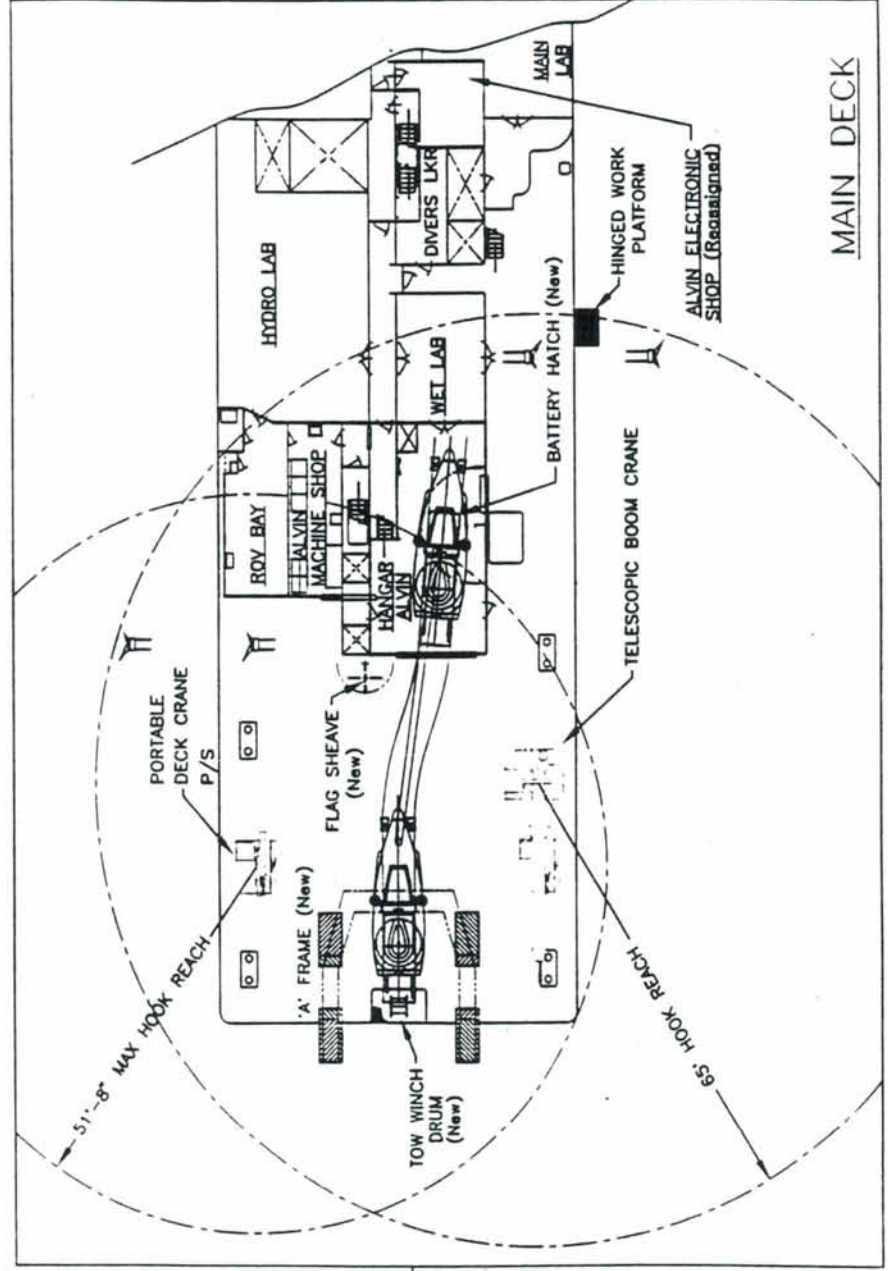 MAIN DECK
HYDRO LAB
MAIN
LAB
DIVERS LKR
WET LAB
ROV BAY
ALVIN
MACHINE SHOP
HANGAR
ALVIN
PORTABLE
DECK CRANE
P/S
FLAG SHEAVE
(New)
'A' FRAME (New)
51'-8" MAX HOOK REACH
TOW WINCH
DRUM
(New)
65' HOOK REACH
TELESCOPIC BOOM CRANE
BATTERY HATCH (New)
HINGED WORK
PLATFORM
ALVIN ELECTRONIC
SHOP (Reassigned)